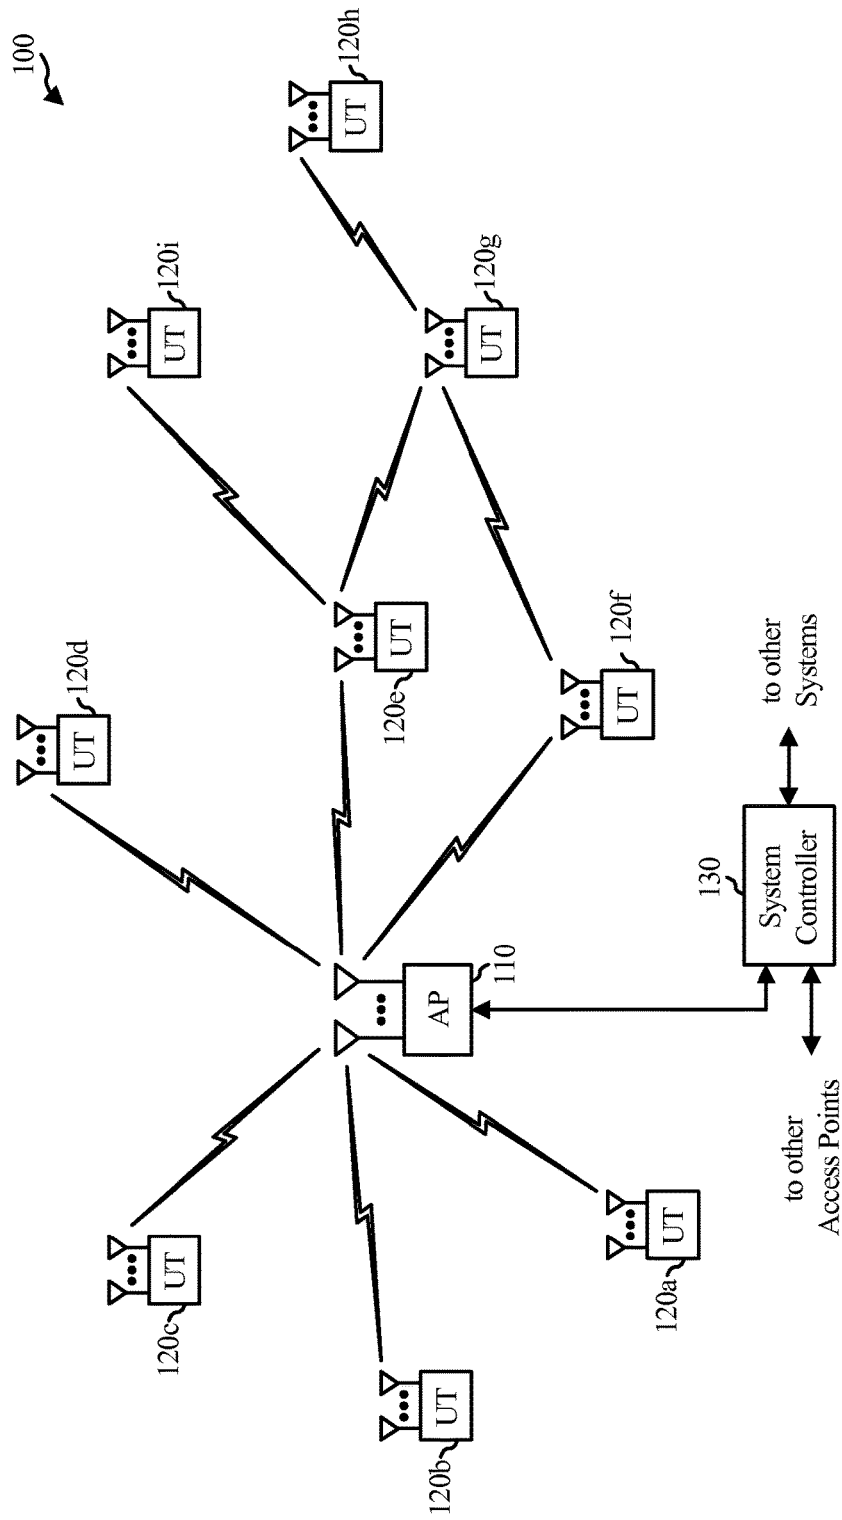 100
UT
120h
UT
120i
UT
120g
UT
120d
UT
120e
UT
120f
AP
110
UT
120c
UT
120b
UT
120a
130
System
Controller
to other
Systems
to other
Access Points